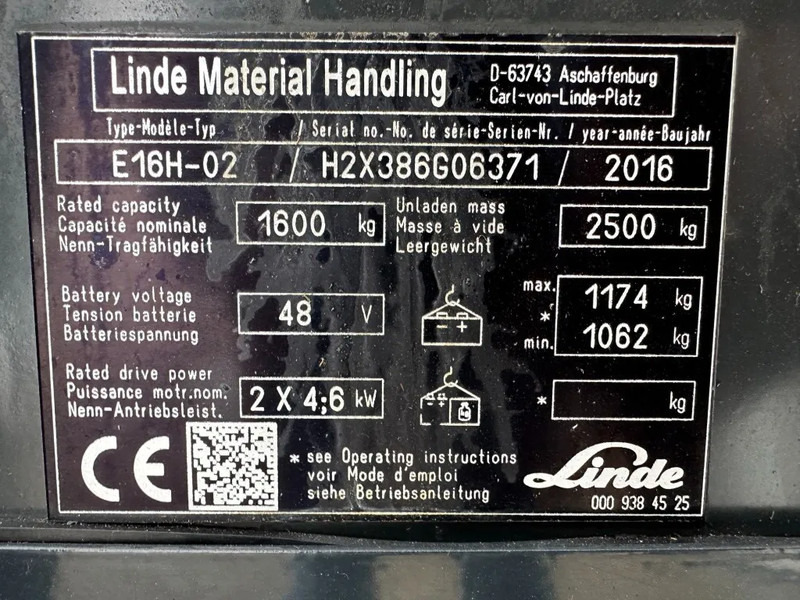 Linde Material Handling
D-63743 Aschaffenburg
Carl-von-Linde-Platz
Type-Modèle-Typ / Serial no.-No. de série-Serien-Nr. / year-année-Baujahr
E16H-02 / H2X386G06371 / 2016
Rated capacity
Capacité nominale
Nenn-Tragfähigkeit
1600 kg
Unladen mass
Masse à vide
Leergewicht
2500 kg
Battery voltage
Tension batterie
Batteriespannung
48 V
- +
max.
*
min.
1174 kg
1062 kg
Rated drive power
Puissance motr.nom.
Nenn-Antriebsleist.
2 X 4;6 kW
* kg
CE
* see Operating instructions
voir Mode d'emploi
siehe Betriebsanleitung
Linde
000 938 45 25